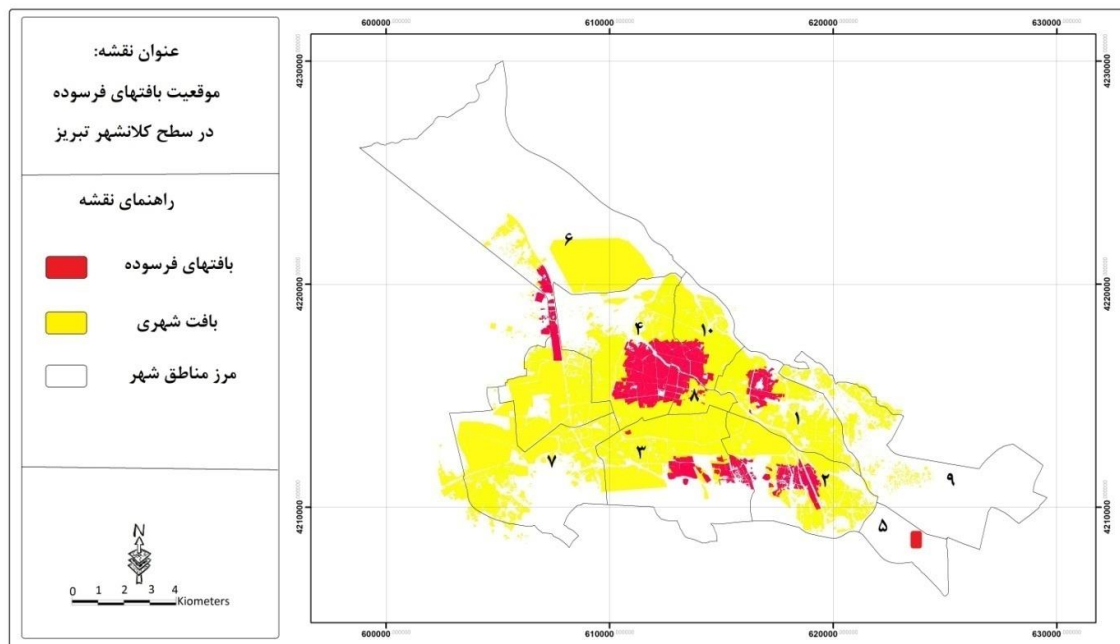 عنوان نقشه:
موقعیت بافتهای فرسوده
در سطح کلانشهر تبریز
راهنمای نقشه
بافتهای فرسوده
بافت شهری
مرز مناطق شهر
N
0 1 2 3 4
Kiometers
600000 610000 620000 630000
4230000 4230000
۶
4220000 4220000
۴ ۱۰
۸
۱
۳
۷ ۲
۹
4210000 4210000
۵
600000 610000 620000 630000